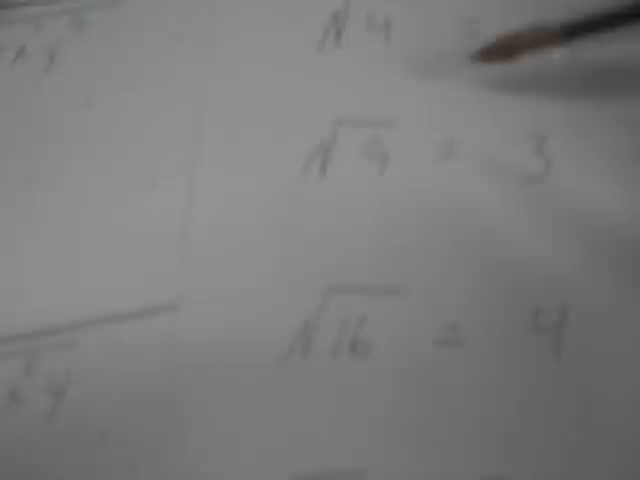 √4 =
√9 = 3
√16 = 4